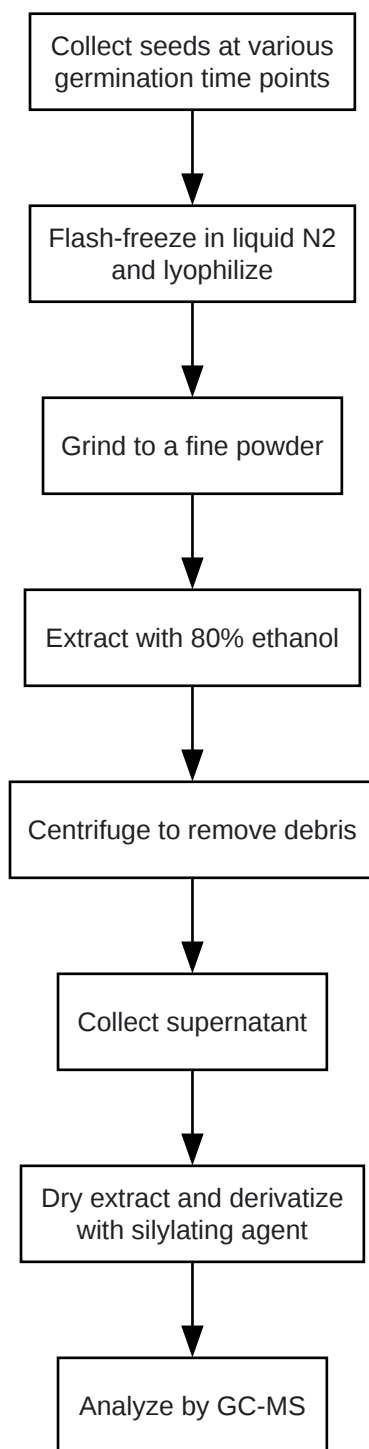 Collect seeds at various
germination time points
Flash-freeze in liquid N2
and lyophilize
Grind to a fine powder
Extract with 80% ethanol
Centrifuge to remove debris
Collect supernatant
Dry extract and derivatize
with silylating agent
Analyze by GC-MS